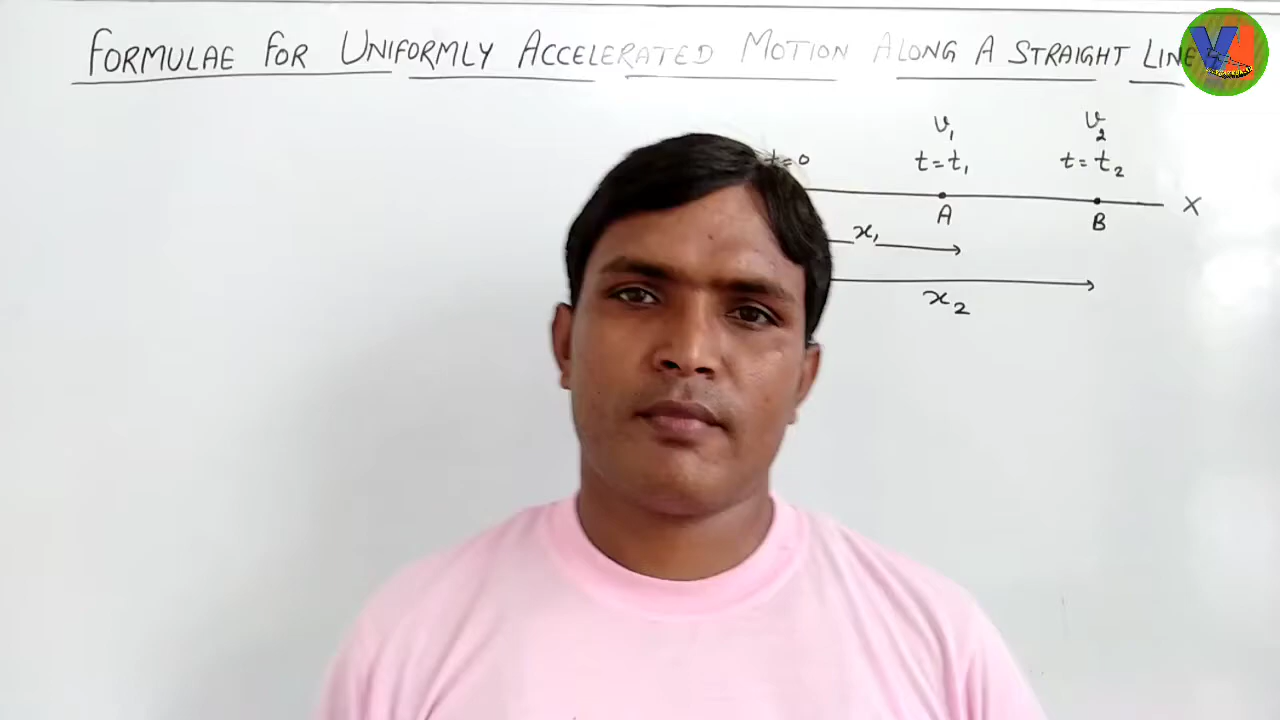 FORMULAE FOR UNIFORMLY ACCELERATED MOTION ALONG A STRAIGHT LINE :-
v₁ v₂
t=0 t=t₁ t=t₂
A B X
x₁
x₂